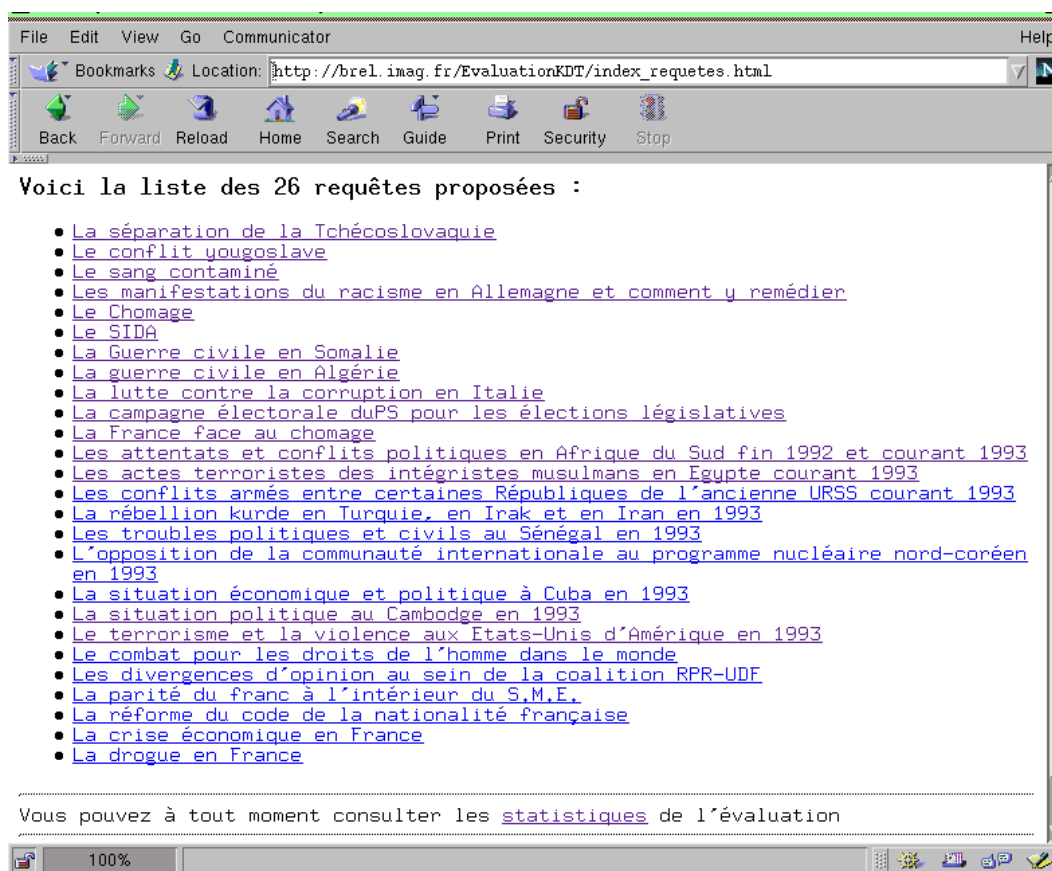 File Edit View Go Communicator Help
Bookmarks Location: http://brel.imag.fr/EvaluationKDT/index_requetes.html N
Back Forward Reload Home Search Guide Print Security Stop
Voici la liste des 26 requêtes proposées :
La séparation de la Tchécoslovaquie
Le conflit yougoslave
Le sang contaminé
Les manifestations du racisme en Allemagne et comment y remédier
Le Chomage
Le SIDA
La Guerre civile en Somalie
La guerre civile en Algérie
La lutte contre la corruption en Italie
La campagne électorale duPS pour les élections législatives
La France face au chomage
Les attentats et conflits politiques en Afrique du Sud fin 1992 et courant 1993
Les actes terroristes des intégristes musulmans en Egypte courant 1993
Les conflits armés entre certaines Républiques de l'ancienne URSS courant 1993
La rébellion kurde en Turquie, en Irak et en Iran en 1993
Les troubles politiques et civils au Sénégal en 1993
L'opposition de la communauté internationale au programme nucléaire nord-coréen
en 1993
La situation économique et politique à Cuba en 1993
La situation politique au Cambodge en 1993
Le terrorisme et la violence aux Etats-Unis d'Amérique en 1993
Le combat pour les droits de l'homme dans le monde
Les divergences d'opinion au sein de la coalition RPR-UDF
La parité du franc à l'intérieur du S.M.E.
La réforme du code de la nationalité française
La crise économique en France
La drogue en France
Vous pouvez à tout moment consulter les statistiques de l'évaluation
100%